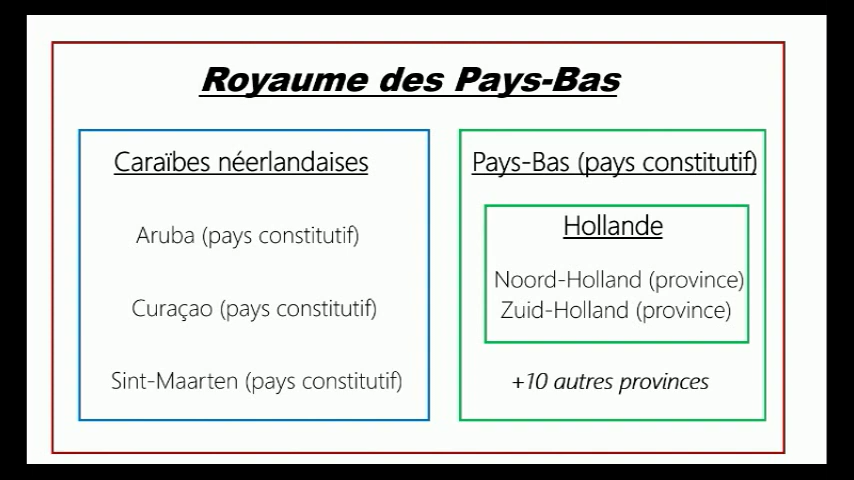 Royaume des Pays-Bas
Caraïbes néerlandaises
Aruba (pays constitutif)
Curaçao (pays constitutif)
Sint-Maarten (pays constitutif)
Pays-Bas (pays constitutif)
Hollande
Noord-Holland (province)
Zuid-Holland (province)
+10 autres provinces